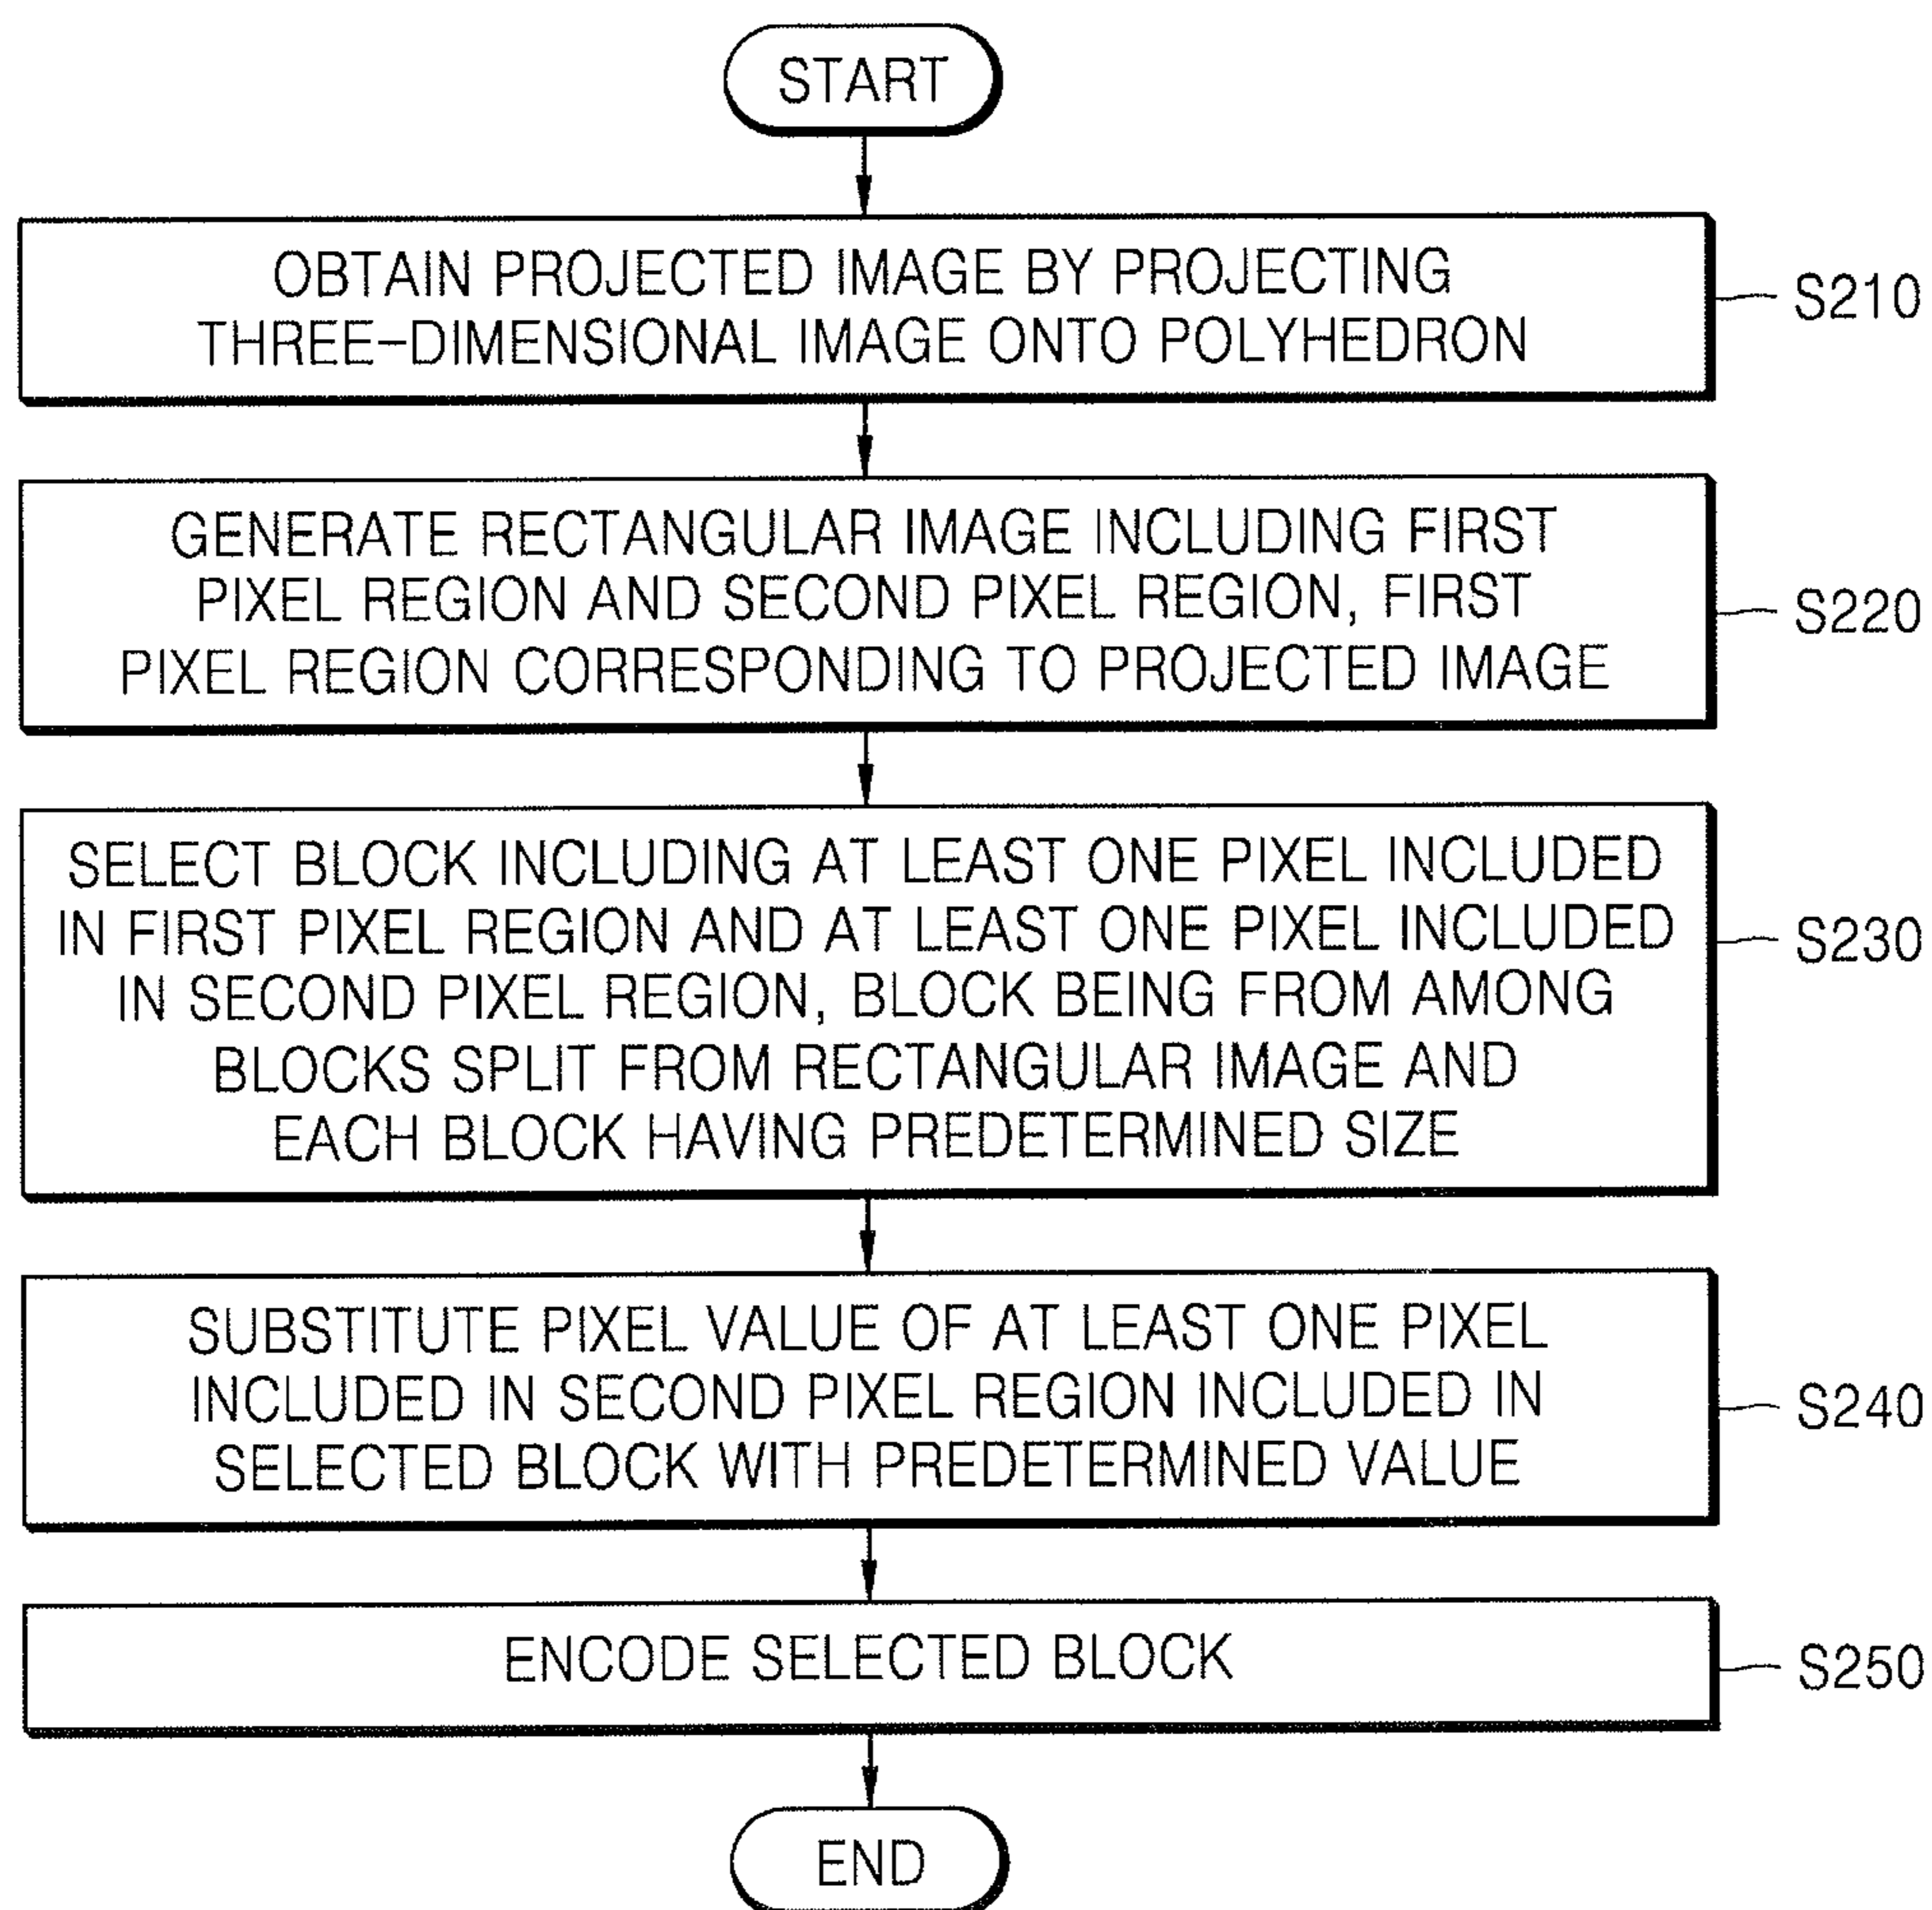 START
OBTAIN PROJECTED IMAGE BY PROJECTING
THREE-DIMENSIONAL IMAGE ONTO POLYHEDRON
S210
GENERATE RECTANGULAR IMAGE INCLUDING FIRST
PIXEL REGION AND SECOND PIXEL REGION, FIRST
PIXEL REGION CORRESPONDING TO PROJECTED IMAGE
S220
SELECT BLOCK INCLUDING AT LEAST ONE PIXEL INCLUDED
IN FIRST PIXEL REGION AND AT LEAST ONE PIXEL INCLUDED
IN SECOND PIXEL REGION, BLOCK BEING FROM AMONG
BLOCKS SPLIT FROM RECTANGULAR IMAGE AND
EACH BLOCK HAVING PREDETERMINED SIZE
S230
SUBSTITUTE PIXEL VALUE OF AT LEAST ONE PIXEL
INCLUDED IN SECOND PIXEL REGION INCLUDED IN
SELECTED BLOCK WITH PREDETERMINED VALUE
S240
ENCODE SELECTED BLOCK
S250
END